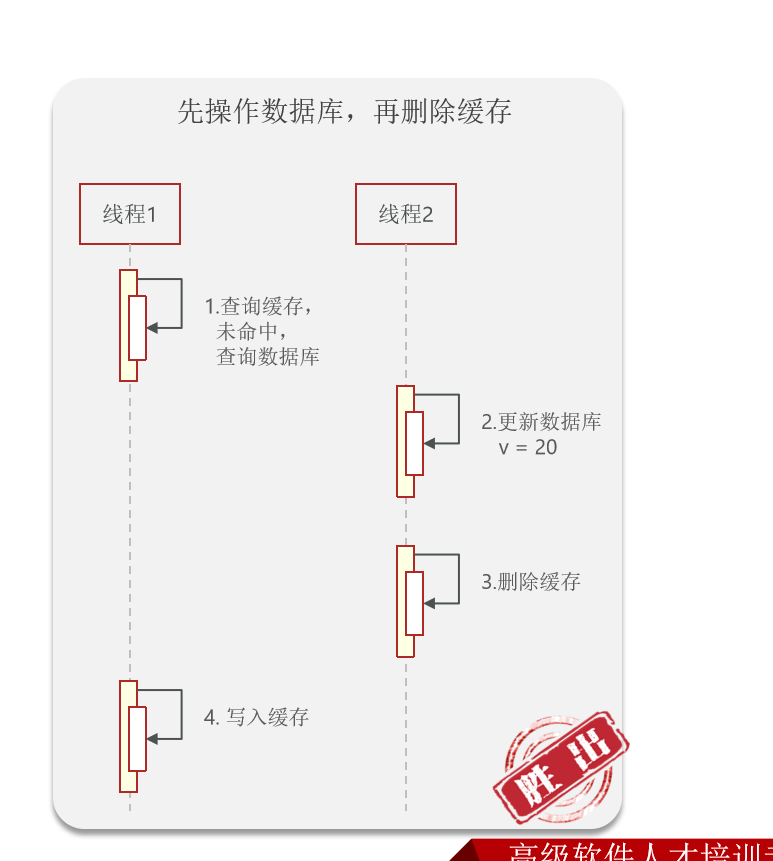 先操作数据库，再删除缓存
线程1
线程2
1.查询缓存，
未命中，
查询数据库
2.更新数据库
v = 20
3.删除缓存
4. 写入缓存
胜出
高级软件人才培训